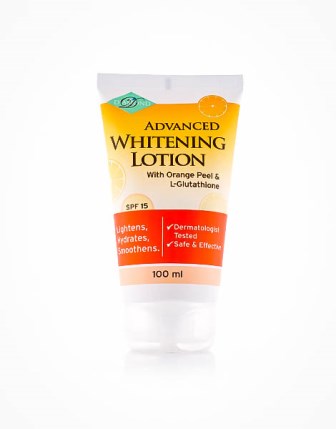 ADVANCED
WHITENING
LOTION
With Orange Peel &
L-Glutathione
SPF 15
Lightens,
Hydrates,
Smoothens.
✓Dermatologist
Tested
✓Safe & Effective
100 ml